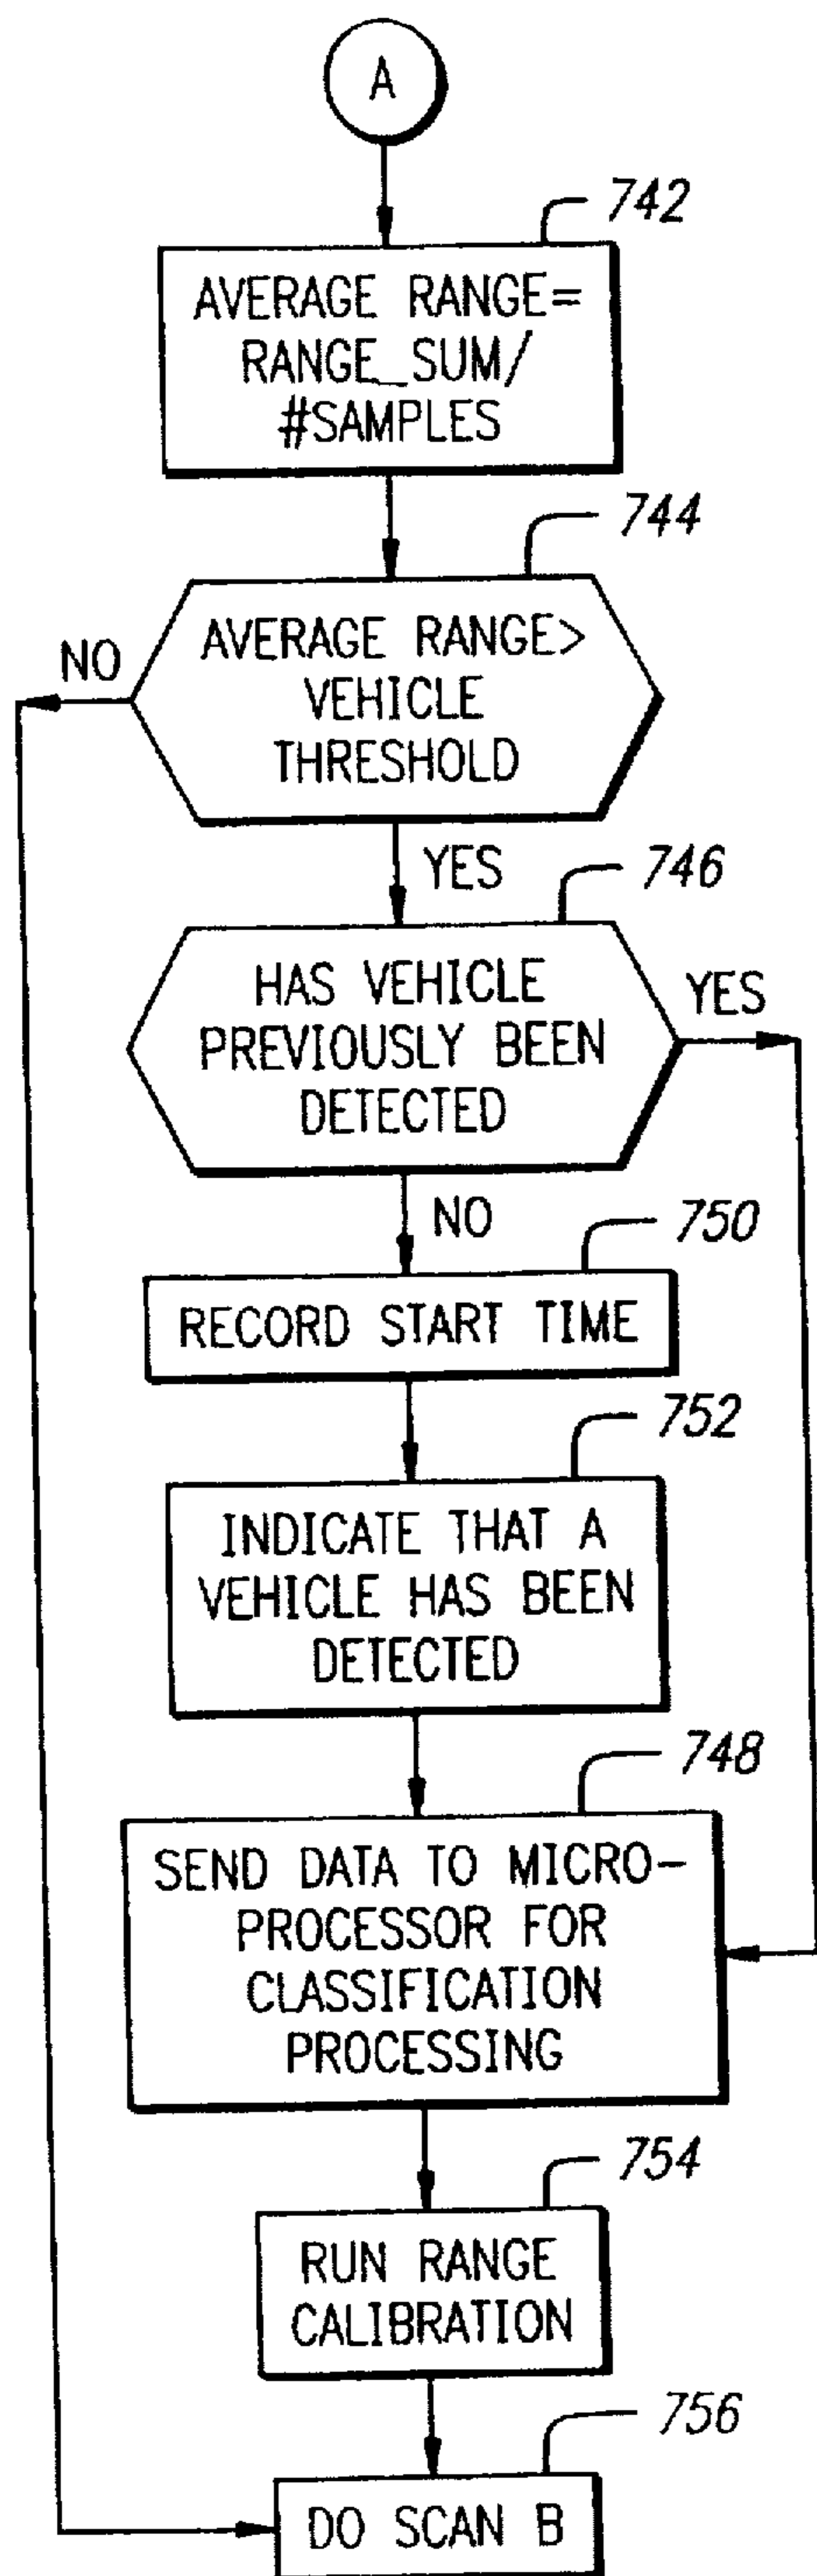 A
742
AVERAGE RANGE=
RANGE_SUM/
#SAMPLES
744
AVERAGE RANGE>
VEHICLE
THRESHOLD
NO
YES
746
HAS VEHICLE
PREVIOUSLY BEEN
DETECTED
YES
NO
750
RECORD START TIME
752
INDICATE THAT A
VEHICLE HAS BEEN
DETECTED
748
SEND DATA TO MICRO-
PROCESSOR FOR
CLASSIFICATION
PROCESSING
754
RUN RANGE
CALIBRATION
756
DO SCAN B